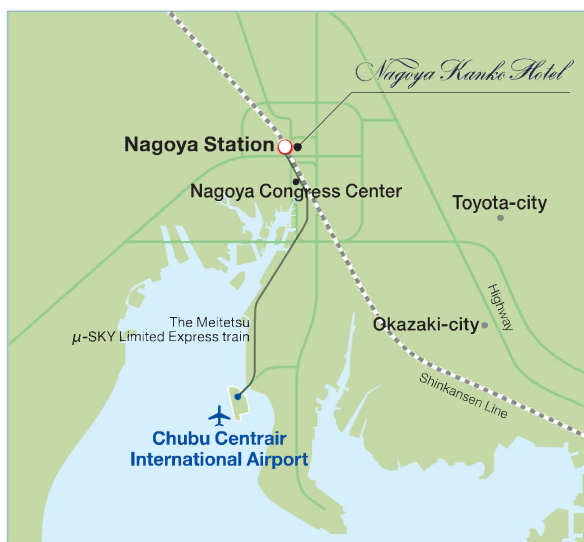 Nagoya Kanko Hotel
Nagoya Station
Nagoya Congress Center
Toyota-city
The Meitetsu
μ-SKY Limited Express train
Okazaki-city
Highway
Shinkansen Line
Chubu Centrair
International Airport